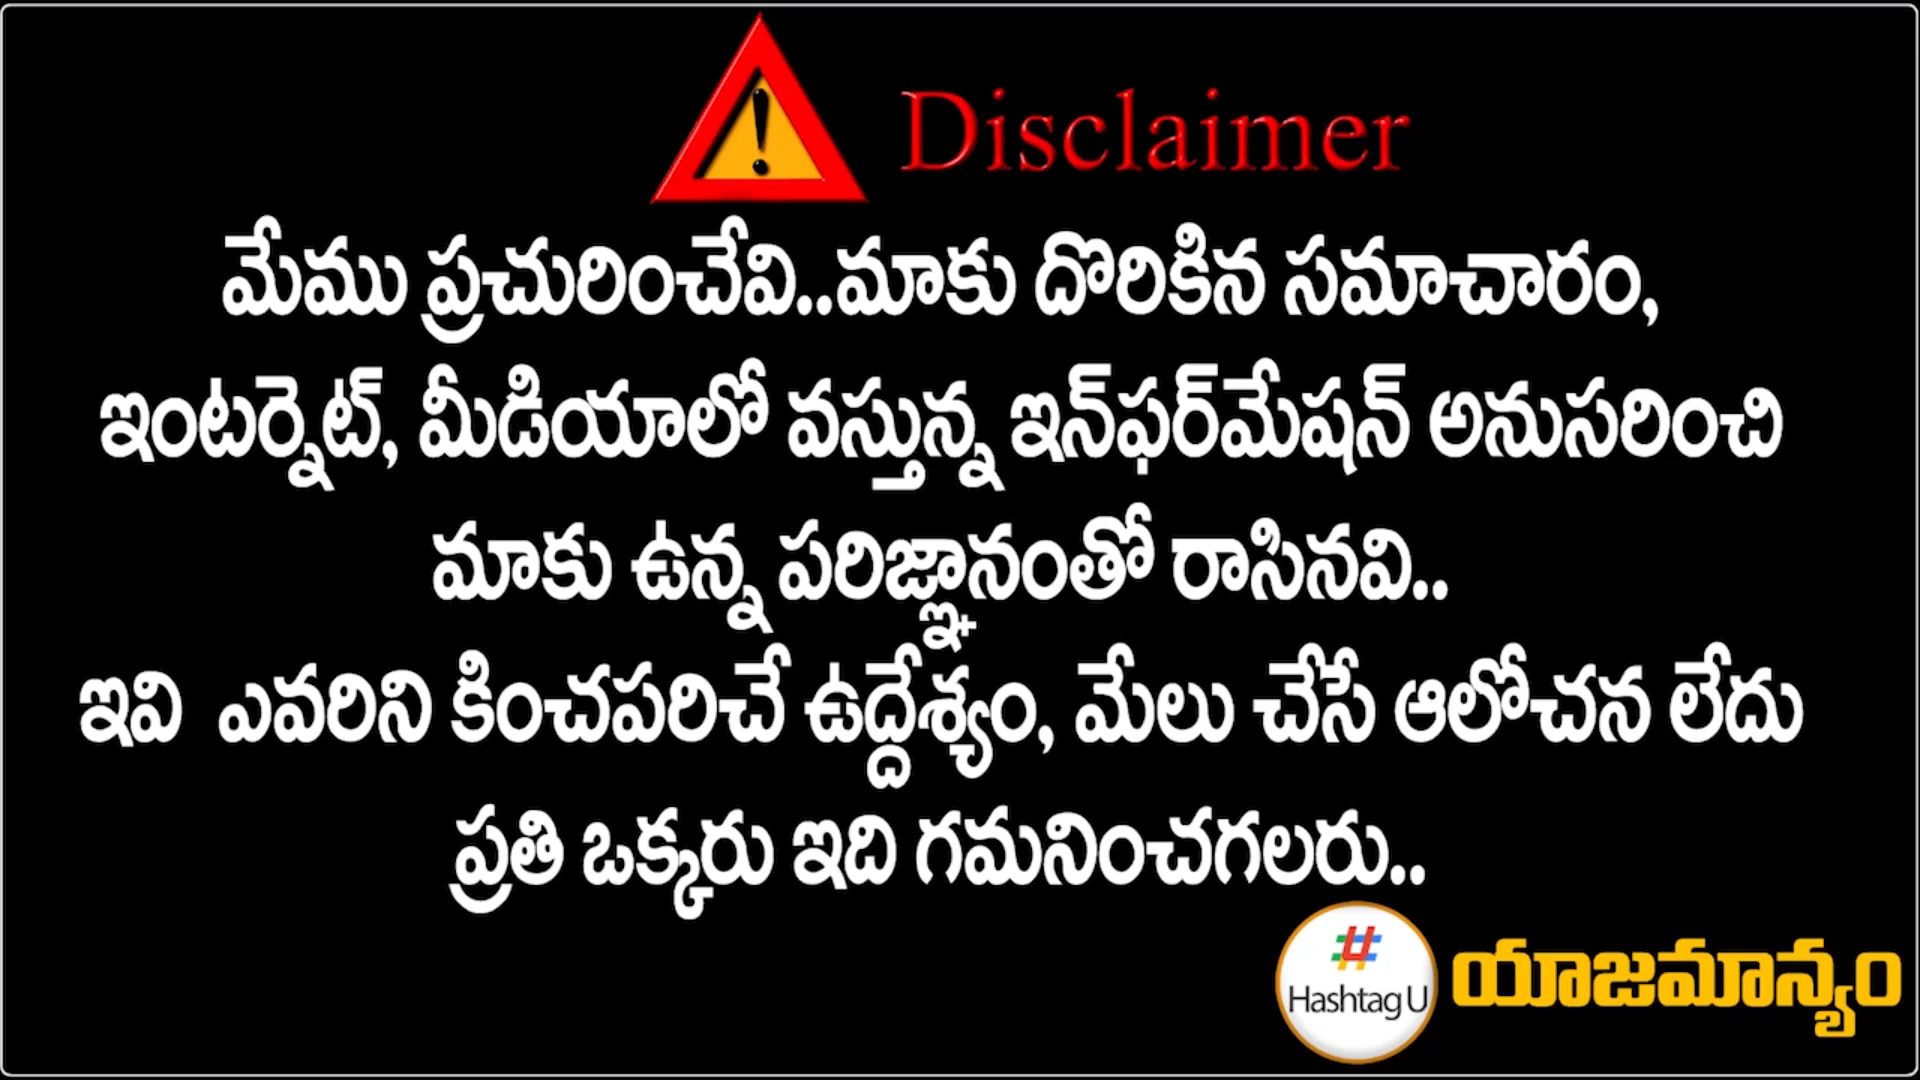 Disclaimer
మేము ప్రచురించేవి..మాకు దొరికిన సమాచారం,
ఇంటర్నెట్, మీడియాలో వస్తున్న ఇన్‌ఫర్‌మేషన్ అనుసరించి
మాకు ఉన్న పరిజ్ఞానంతో రాసినవి..
ఇవి ఎవరిని కించపరిచే ఉద్దేశ్యం, మేలు చేసే ఆలోచన లేదు
ప్రతి ఒక్కరు ఇది గమనించగలరు..
Hashtag U
యాజమాన్యం